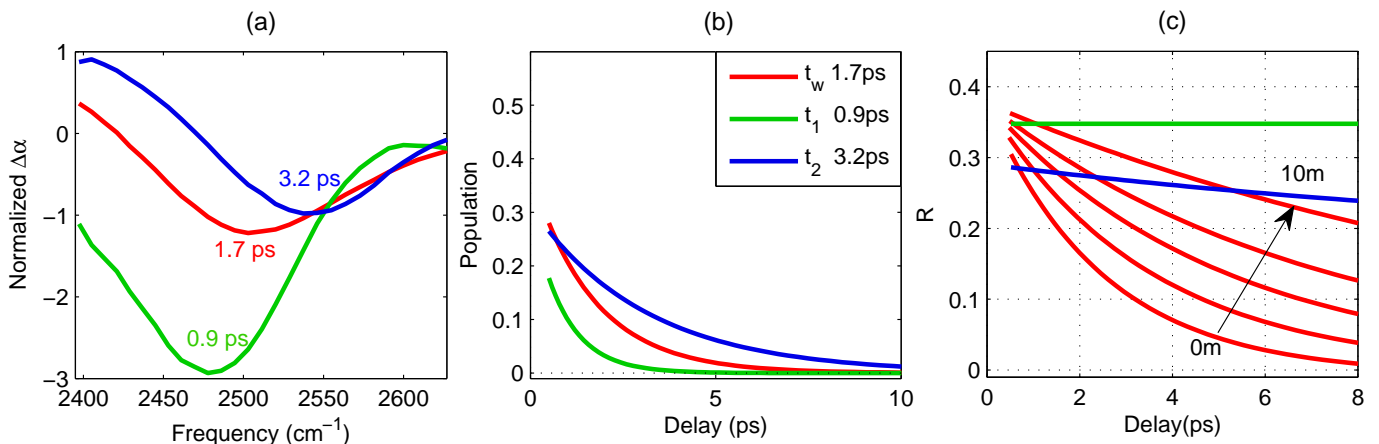 (a)
1
0
−1
−2
−3
2400 2450 2500 2550 2600
Normalized Δα
Frequency (cm⁻¹)
3.2 ps
1.7 ps
0.9 ps
(b)
0.5
0.4
0.3
0.2
0.1
0
0 5 10
Population
Delay (ps)
t_w 1.7ps
t_1 0.9ps
t_2 3.2ps
(c)
0.4
0.3
0.2
0.1
0
0 2 4 6 8
R
Delay(ps)
10m
0m